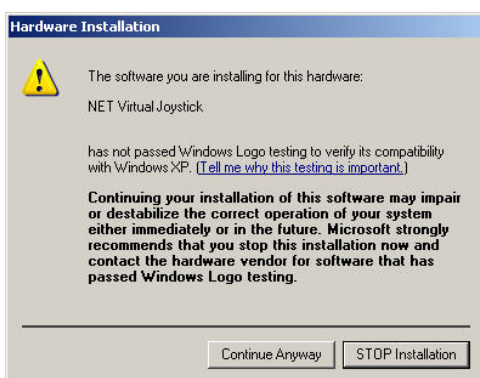 Hardware Installation
The software you are installing for this hardware:
NET Virtual Joystick
has not passed Windows Logo testing to verify its compatibility
with Windows XP. (Tell me why this testing is important.)
Continuing your installation of this software may impair
or destabilize the correct operation of your system
either immediately or in the future. Microsoft strongly
recommends that you stop this installation now and
contact the hardware vendor for software that has
passed Windows Logo testing.
Continue Anyway STOP Installation